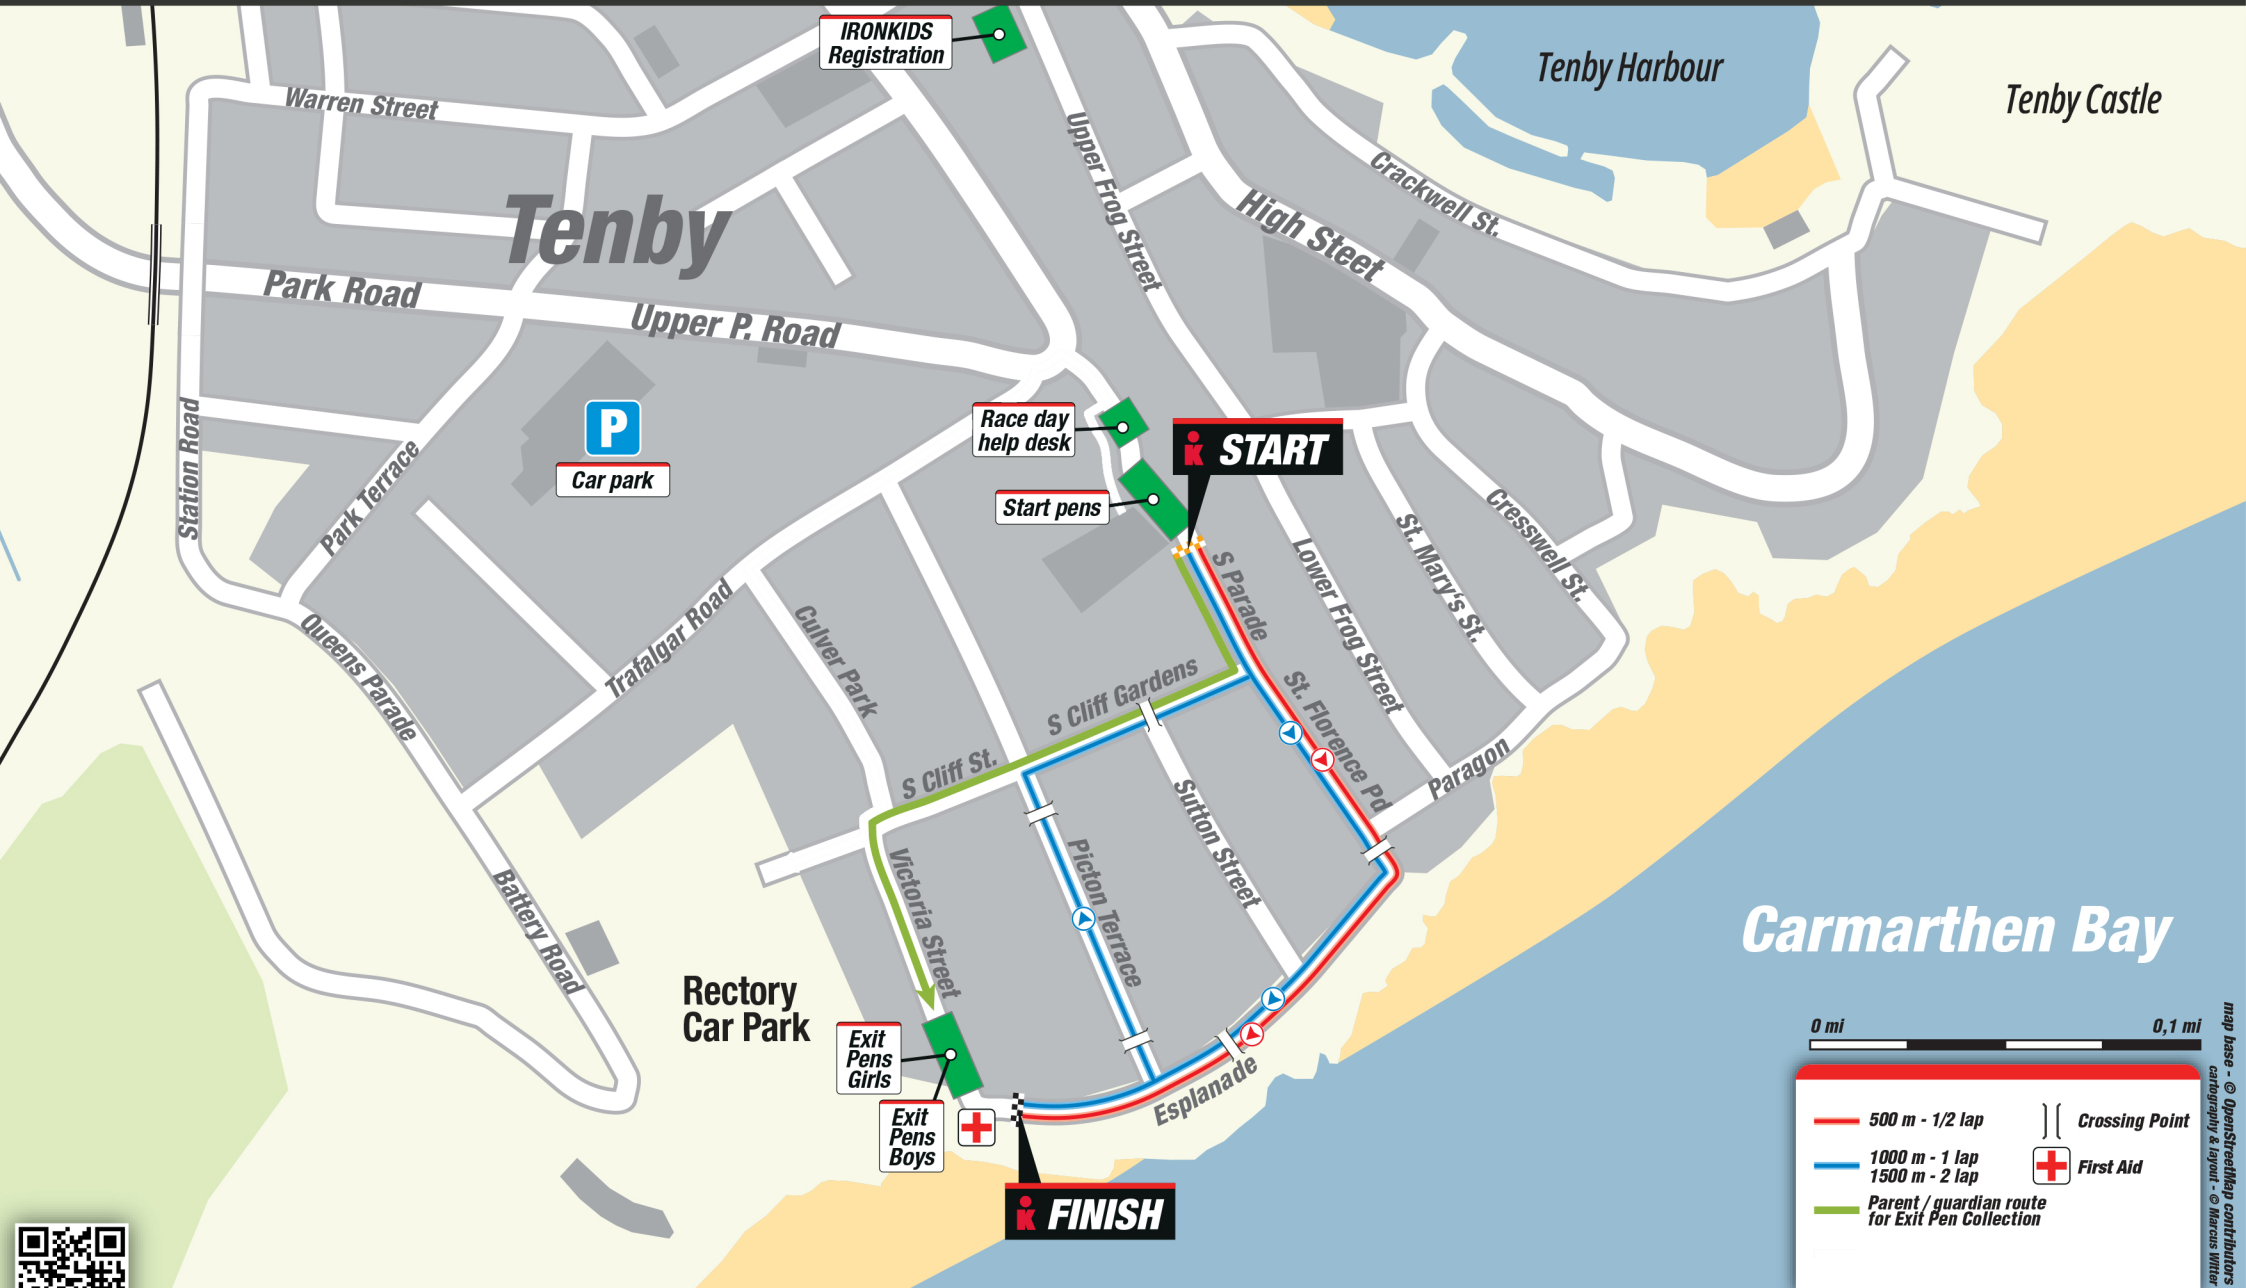 IRONKIDS
Registration
Tenby Harbour
Tenby Castle
Warren Street
Upper Frog Street
Crackwell St.
High Steet
Tenby
Park Road
Upper P. Road
Race day
help desk
START
P
Car park
Start pens
Station Road
Park Terrace
Cresswell St.
St. Mary's St.
Lower Frog Street
S Parade
Queens Parade
Trafalgar Road
Culver Park
S Cliff Gardens
St. Florence Pd
S Cliff St.
Paragon
Sutton Street
Picton Terrace
Victoria Street
Battery Road
Carmarthen Bay
Rectory
Car Park
Exit
Pens
Girls
Exit
Pens
Boys
Esplanade
FINISH
0 mi
0,1 mi
500 m - 1/2 lap
Crossing Point
1000 m - 1 lap
1500 m - 2 lap
First Aid
Parent / guardian route
for Exit Pen Collection
map base - © OpenStreetMap contributors
cartography & layout - © Marcus Witter